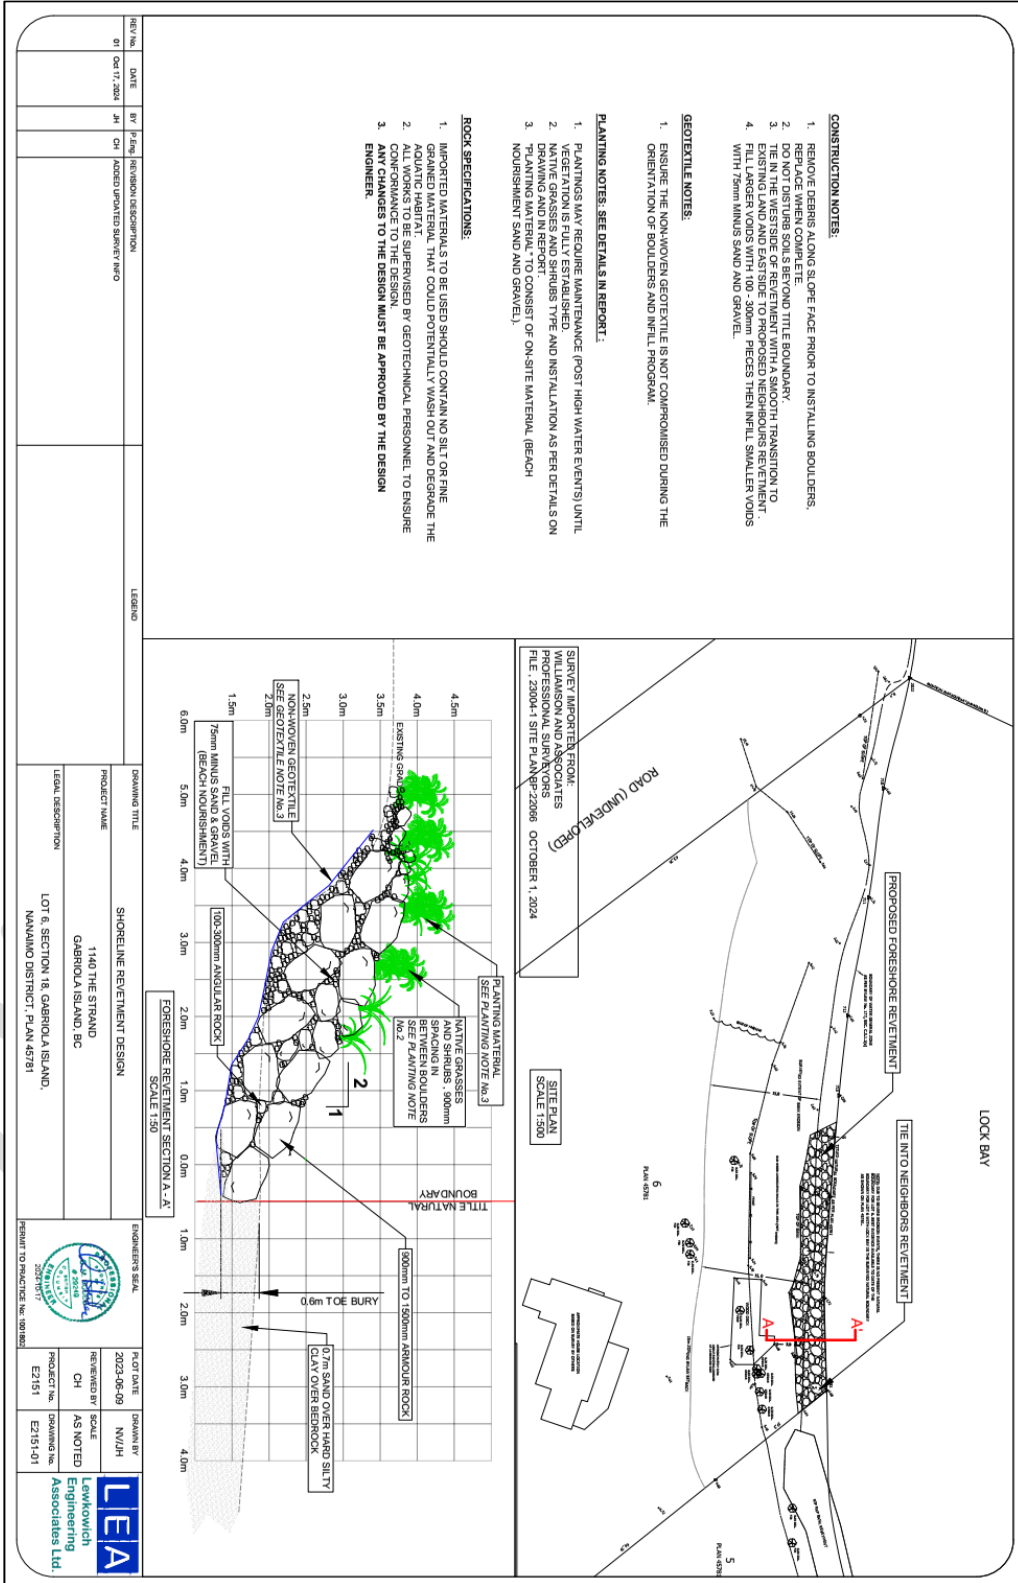 CONSTRUCTION NOTES:
1. REMOVE DEBRIS ALONG SLOPE FACE PRIOR TO INSTALLING BOULDERS,
REPLACE WHEN COMPLETE.
2. DO NOT DISTURB SOILS BEYOND TITLE BOUNDARY.
3. TIE IN THE WESTSIDE OF REVETMENT WITH A SMOOTH TRANSITION TO
EXISTING LAND AND EASTSIDE TO PROPOSED NEIGHBOURS REVETMENT.
4. FILL LARGER VOIDS WITH 100 - 300mm PIECES THEN INFILL SMALLER VOIDS
WITH 75mm MINUS SAND AND GRAVEL.
GEOTEXTILE NOTES:
1. ENSURE THE NON-WOVEN GEOTEXTILE IS NOT COMPROMISED DURING THE
ORIENTATION OF BOULDERS AND INFILL PROGRAM.
PLANTING NOTES: SEE DETAILS IN REPORT:
1. PLANTINGS MAY REQUIRE MAINTENANCE (POST HIGH WATER EVENTS) UNTIL
VEGETATION IS FULLY ESTABLISHED.
2. NATIVE GRASSES AND SHRUBS TYPE AND INSTALLATION AS PER DETAILS ON
DRAWING AND IN REPORT.
3. "PLANTING MATERIAL" TO CONSIST OF ON-SITE MATERIAL (BEACH
NOURISHMENT SAND AND GRAVEL).
ROCK SPECIFICATIONS:
1. IMPORTED MATERIALS TO BE USED SHOULD CONTAIN NO SILT OR FINE
GRAINED MATERIAL THAT COULD POTENTIALLY WASH OUT AND DEGRADE THE
AQUATIC HABITAT.
2. ALL WORKS TO BE SUPERVISED BY GEOTECHNICAL PERSONNEL TO ENSURE
CONFORMANCE TO THE DESIGN.
3. ANY CHANGES TO THE DESIGN MUST BE APPROVED BY THE DESIGN
ENGINEER.
LOCK BAY
PROPOSED FORESHORE REVETMENT
TIE INTO NEIGHBORS REVETMENT
ROAD (UNDEVELOPED)
A
A'
6
PLAN 45781
5
PLAN 45781
SURVEY IMPORTED FROM:
WILLIAMSON AND ASSOCIATES
PROFESSIONAL SURVEYORS
FILE , 23004-1 SITE PLAN BP-22066 OCTOBER 1, 2024
SITE PLAN
SCALE 1:500
4.5m
4.0m
3.5m
3.0m
2.5m
2.0m
1.5m
6.0m 5.0m 4.0m 3.0m 2.0m 1.0m 0.0m 1.0m 2.0m 3.0m 4.0m
EXISTING GRADE
PLANTING MATERIAL
SEE PLANTING NOTE No.3
NATIVE GRASSES
AND SHRUBS - 900mm
SPACING IN
BETWEEN BOULDERS
SEE PLANTING NOTE
No.2
2
1
TITLE NATURAL
BOUNDARY
900mm TO 1500mm ARMOUR ROCK
0.6m TOE BURY
0.7m SAND OVER HARD SILTY
CLAY OVER BEDROCK
NON-WOVEN GEOTEXTILE
SEE GEOTEXTILE NOTE No.3
FILL VOIDS WITH
75mm MINUS SAND & GRAVEL
(BEACH NOURISHMENT)
100-300mm ANGULAR ROCK
FORESHORE REVETMENT SECTION A - A'
SCALE 1:50
REV No. DATE BY P.Eng. REVISION DESCRIPTION
01 Oct 17, 2024 JH CH ADDED UPDATED SURVEY INFO
LEGEND
DRAWING TITLE
SHORELINE REVETMENT DESIGN
PROJECT NAME
1140 THE STRAND
GABRIOLA ISLAND, BC
LEGAL DESCRIPTION
LOT 6, SECTION 18, GABRIOLA ISLAND,
NANAIMO DISTRICT, PLAN 45781
ENGINEER'S SEAL
2024-10-17
PERMIT TO PRACTICE No: 1001802
PLOT DATE
2023-06-09
DRAWN BY
NV/JH
REVIEWED BY
CH
SCALE
AS NOTED
PROJECT No.
E2151
DRAWING No.
E2151-01
LEA
Lewkowich
Engineering
Associates Ltd.